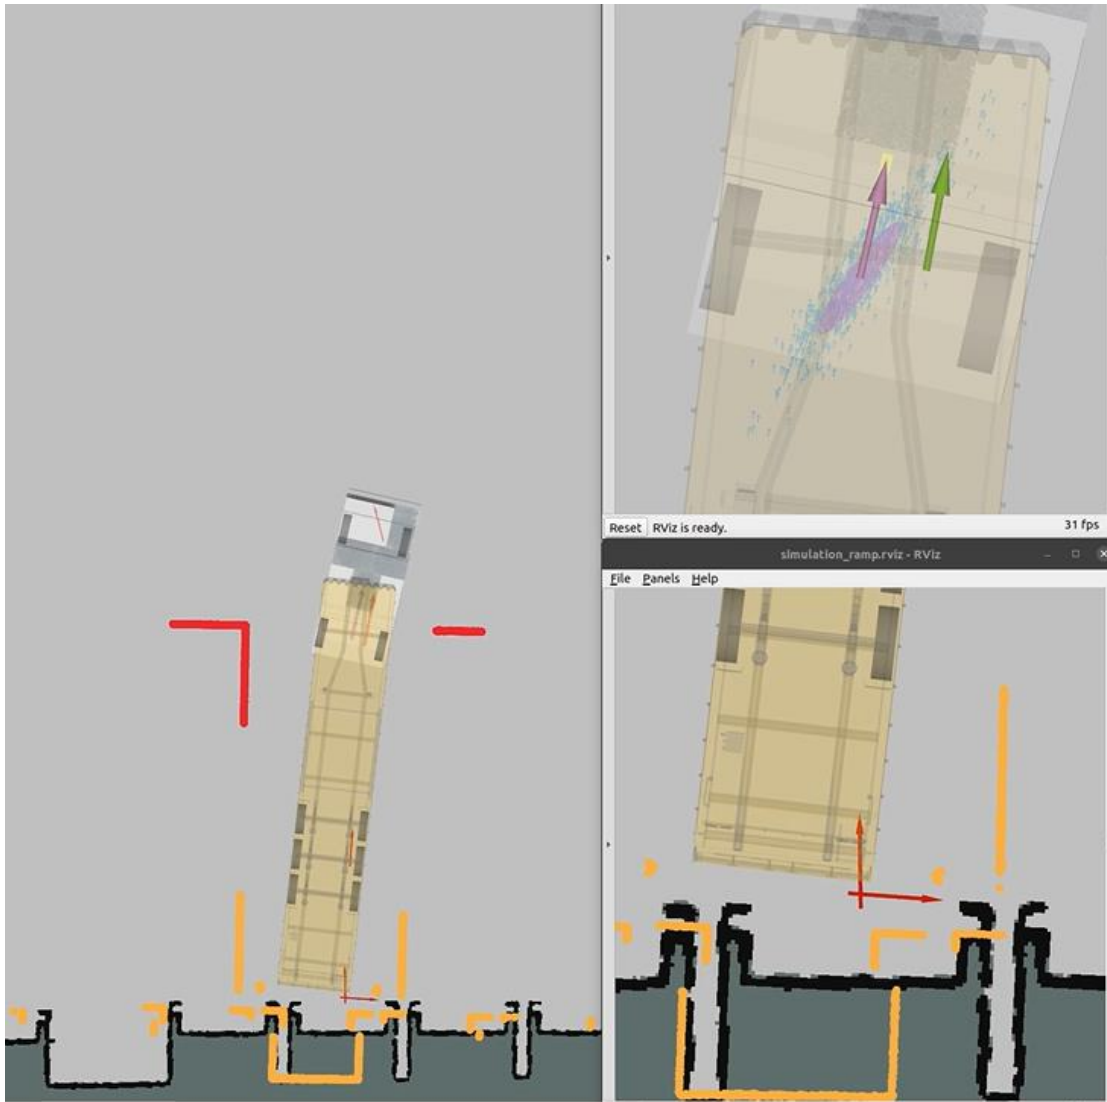 Reset RViz is ready. 31 fps
simulation_ramp.rviz - RViz
File Panels Help